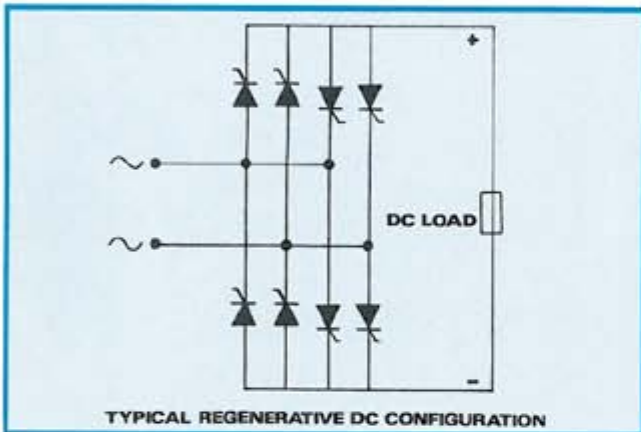 +
~
~
DC LOAD
−
TYPICAL REGENERATIVE DC CONFIGURATION